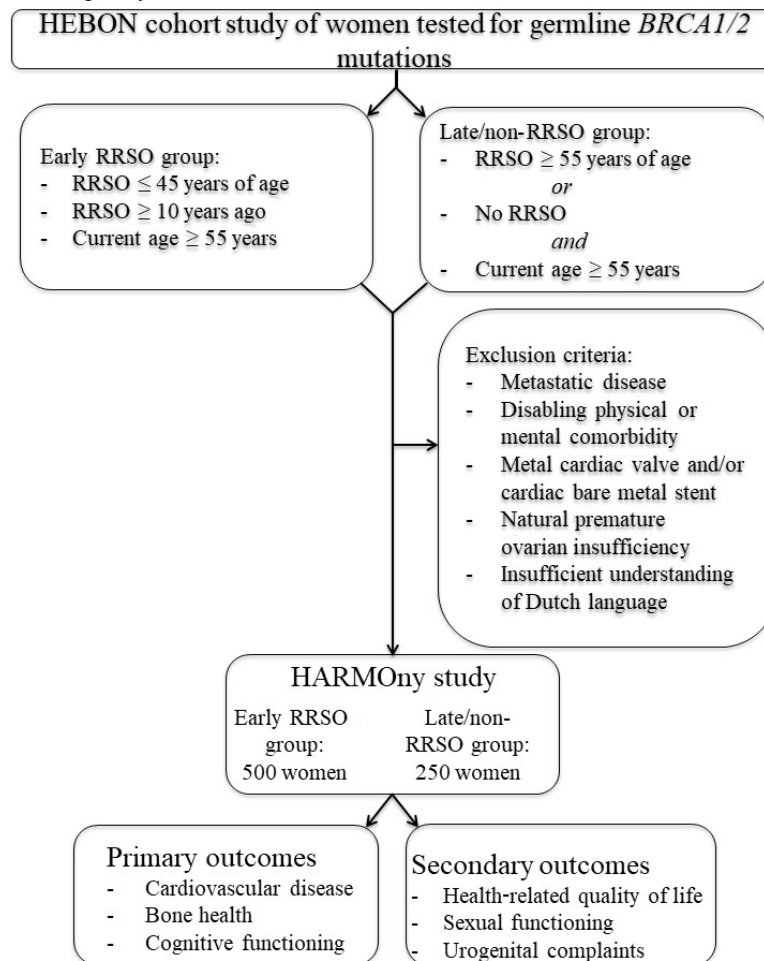 HEBON cohort study of women tested for germline BRCA1/2
mutations
Early RRSO group:
- RRSO ≤ 45 years of age
- RRSO ≥ 10 years ago
- Current age ≥ 55 years
Late/non-RRSO group:
- RRSO ≥ 55 years of age
or
- No RRSO
and
- Current age ≥ 55 years
Exclusion criteria:
- Metastatic disease
- Disabling physical or
mental comorbidity
- Metal cardiac valve and/or
cardiac bare metal stent
- Natural premature
ovarian insufficiency
- Insufficient understanding
of Dutch language
HARMOny study
Early RRSO
group:
500 women
Late/non-
RRSO group:
250 women
Primary outcomes
- Cardiovascular disease
- Bone health
- Cognitive functioning
Secondary outcomes
- Health-related quality of life
- Sexual functioning
- Urogenital complaints